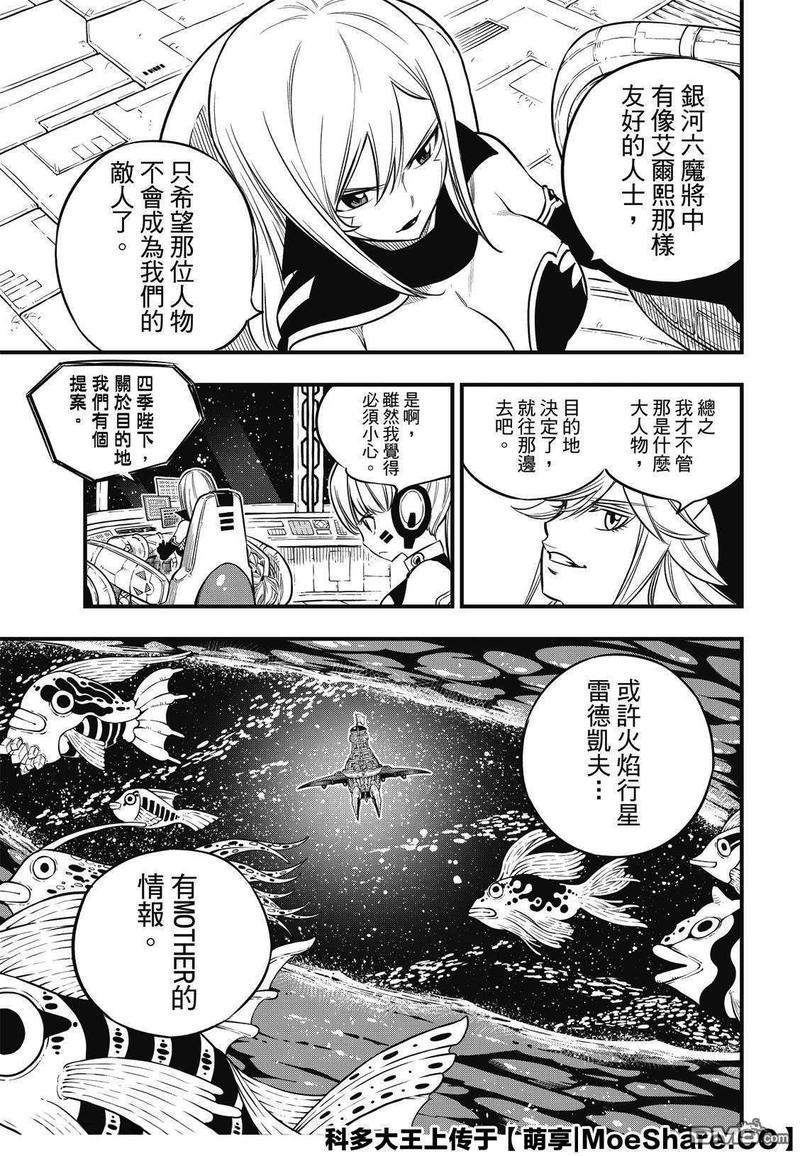 銀河六魔將中
有像艾爾熙那樣
友好的人士，
只希望那位人物
不會成為我們的
敵人了。
總之
我才不管
那是什麼
大人物，
目的地
決定了，
就往那邊
去吧。
是啊，
雖然我覺得
必須小心。
四季陛下，
關於目的地
我們有個
提案。
或許火焰行星
雷德凱夫…
有MOTHER的
情報。
科多大王上传于【萌享|MoeShare.CC】